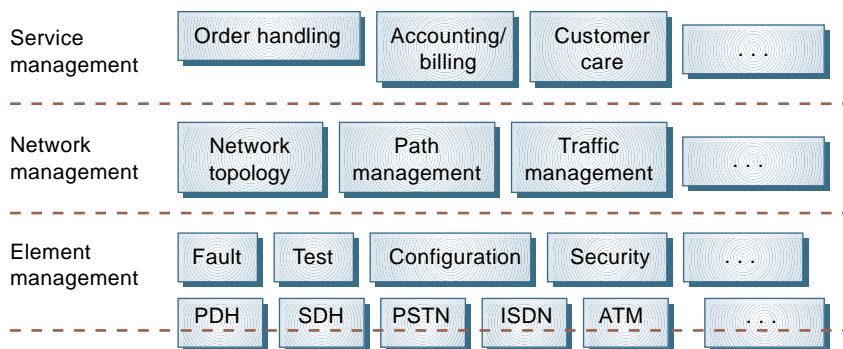 Service
management
Order handling
Accounting/
billing
Customer
care
. . .
Network
management
Network
topology
Path
management
Traffic
management
. . .
Element
management
Fault
Test
Configuration
Security
. . .
PDH
SDH
PSTN
ISDN
ATM
. . .